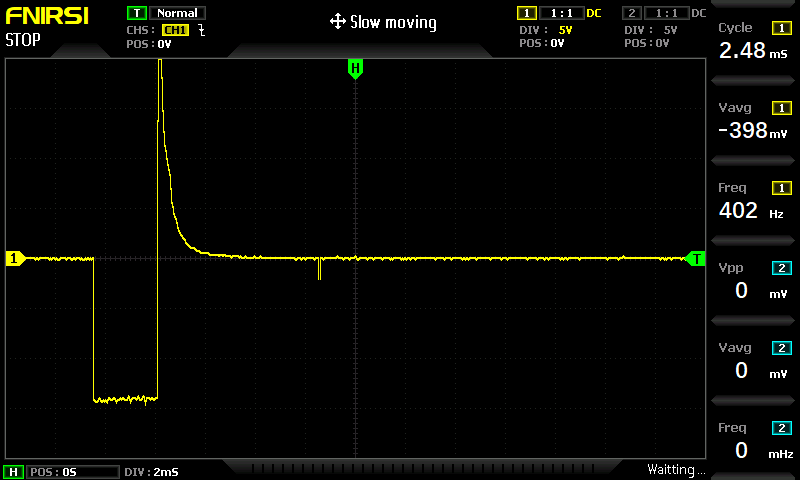 FNIRSI
STOP
T Normal
CHS: CH1
POS: 0V
Slow moving
1 1:1 DC
DIV: 5V
POS: 0V
2 1:1 DC
DIV: 5V
POS: 0V
Cycle 1
2.48 mS
Vavg 1
-398 mV
Freq 1
402 Hz
Vpp 2
0 mV
Vavg 2
0 mV
Freq 2
0 mHz
H
1
T
H POS: 0S
DIV: 2mS
Waitting...